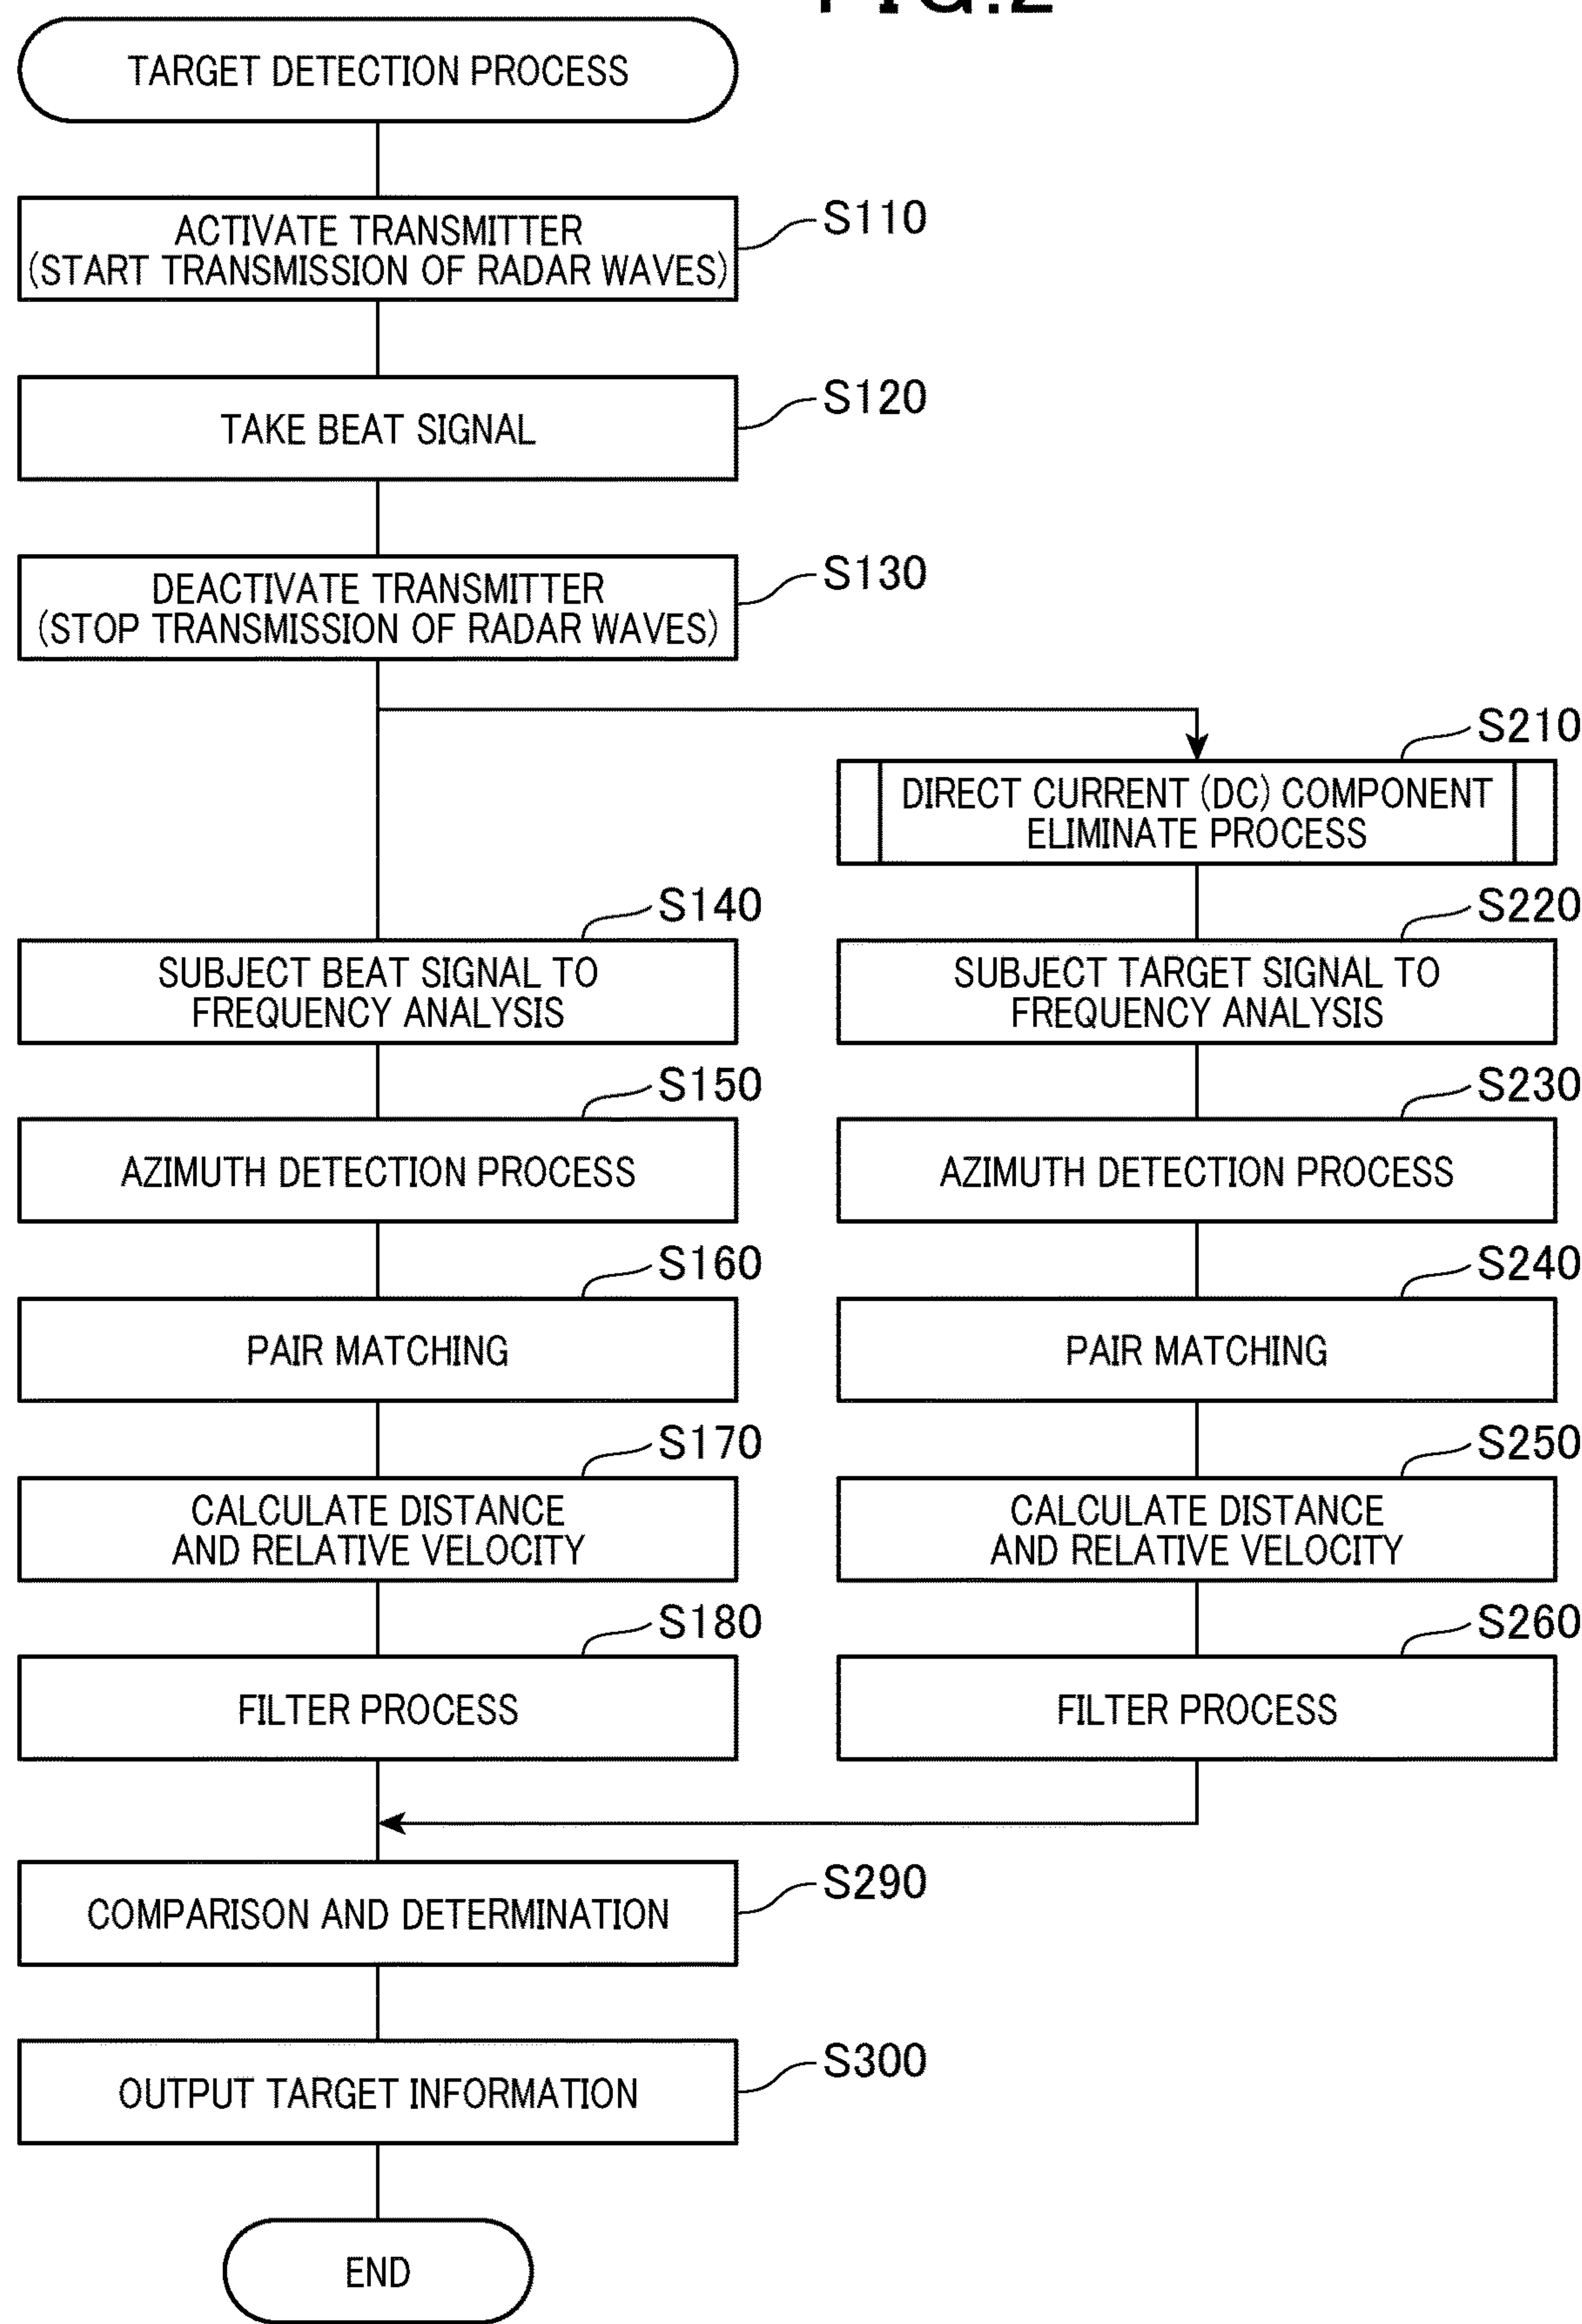 FIG.2
TARGET DETECTION PROCESS
ACTIVATE TRANSMITTER
(START TRANSMISSION OF RADAR WAVES)
S110
TAKE BEAT SIGNAL
S120
DEACTIVATE TRANSMITTER
(STOP TRANSMISSION OF RADAR WAVES)
S130
S210
DIRECT CURRENT (DC) COMPONENT
ELIMINATE PROCESS
S140
SUBJECT BEAT SIGNAL TO
FREQUENCY ANALYSIS
S220
SUBJECT TARGET SIGNAL TO
FREQUENCY ANALYSIS
S150
AZIMUTH DETECTION PROCESS
S230
AZIMUTH DETECTION PROCESS
S160
PAIR MATCHING
S240
PAIR MATCHING
S170
CALCULATE DISTANCE
AND RELATIVE VELOCITY
S250
CALCULATE DISTANCE
AND RELATIVE VELOCITY
S180
FILTER PROCESS
S260
FILTER PROCESS
COMPARISON AND DETERMINATION
S290
OUTPUT TARGET INFORMATION
S300
END